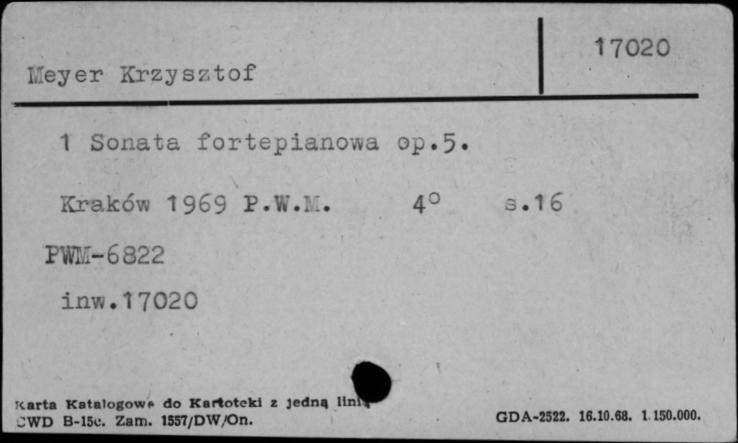 17020
Meyer Krzysztof
1 Sonata fortepianowa op.5.
Kraków 1969 P.W.M. 4° s.16
PWM-6822
inw.17020
Karta Katalogowa do Kartoteki z jedną
CWD B-15c. Zam. 1557/DW/On.
GDA-2522. 16.10.68. 1.150.000.